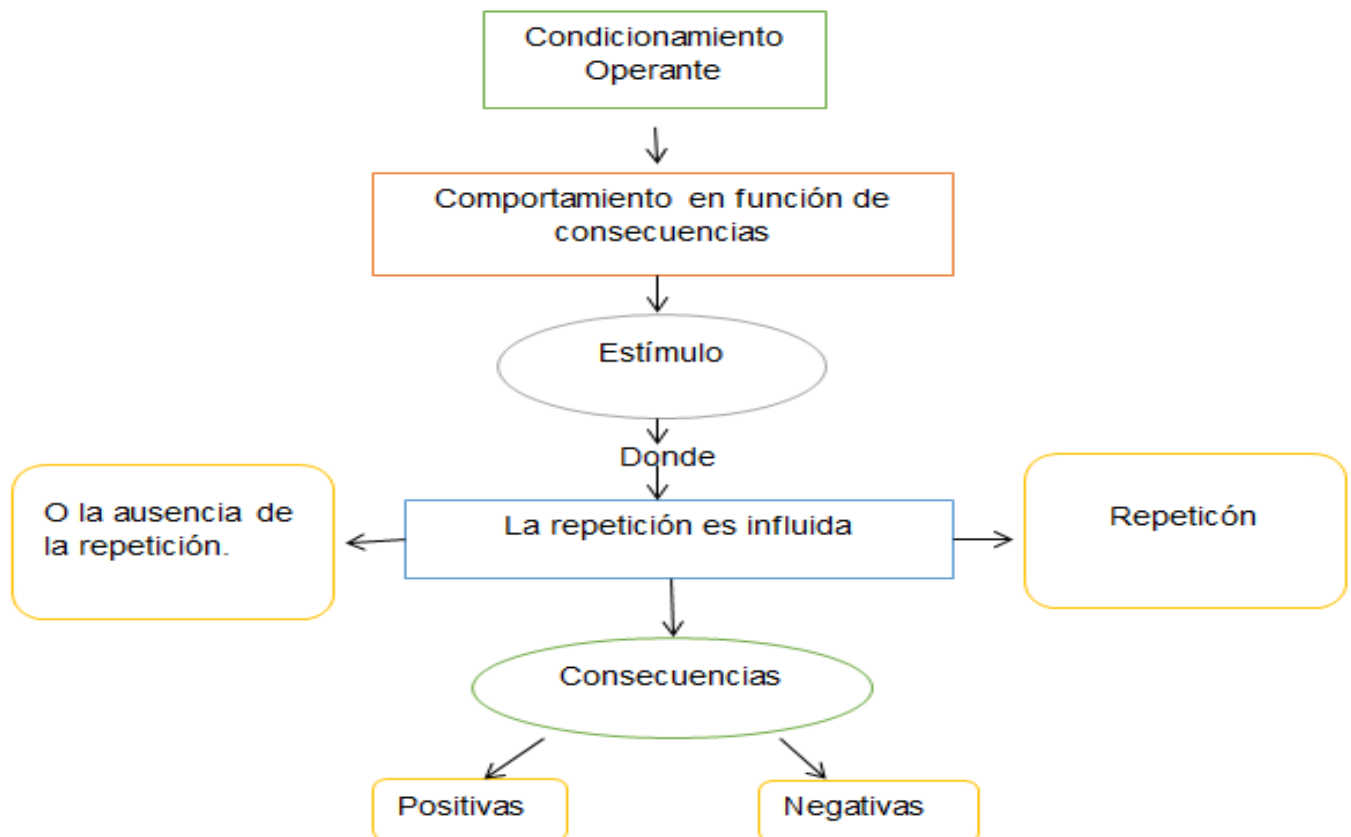 Condicionamiento
Operante
Comportamiento en función de
consecuencias
Estímulo
Donde
O la ausencia de
la repetición.
La repetición es influida
Repeticón
Consecuencias
Positivas
Negativas